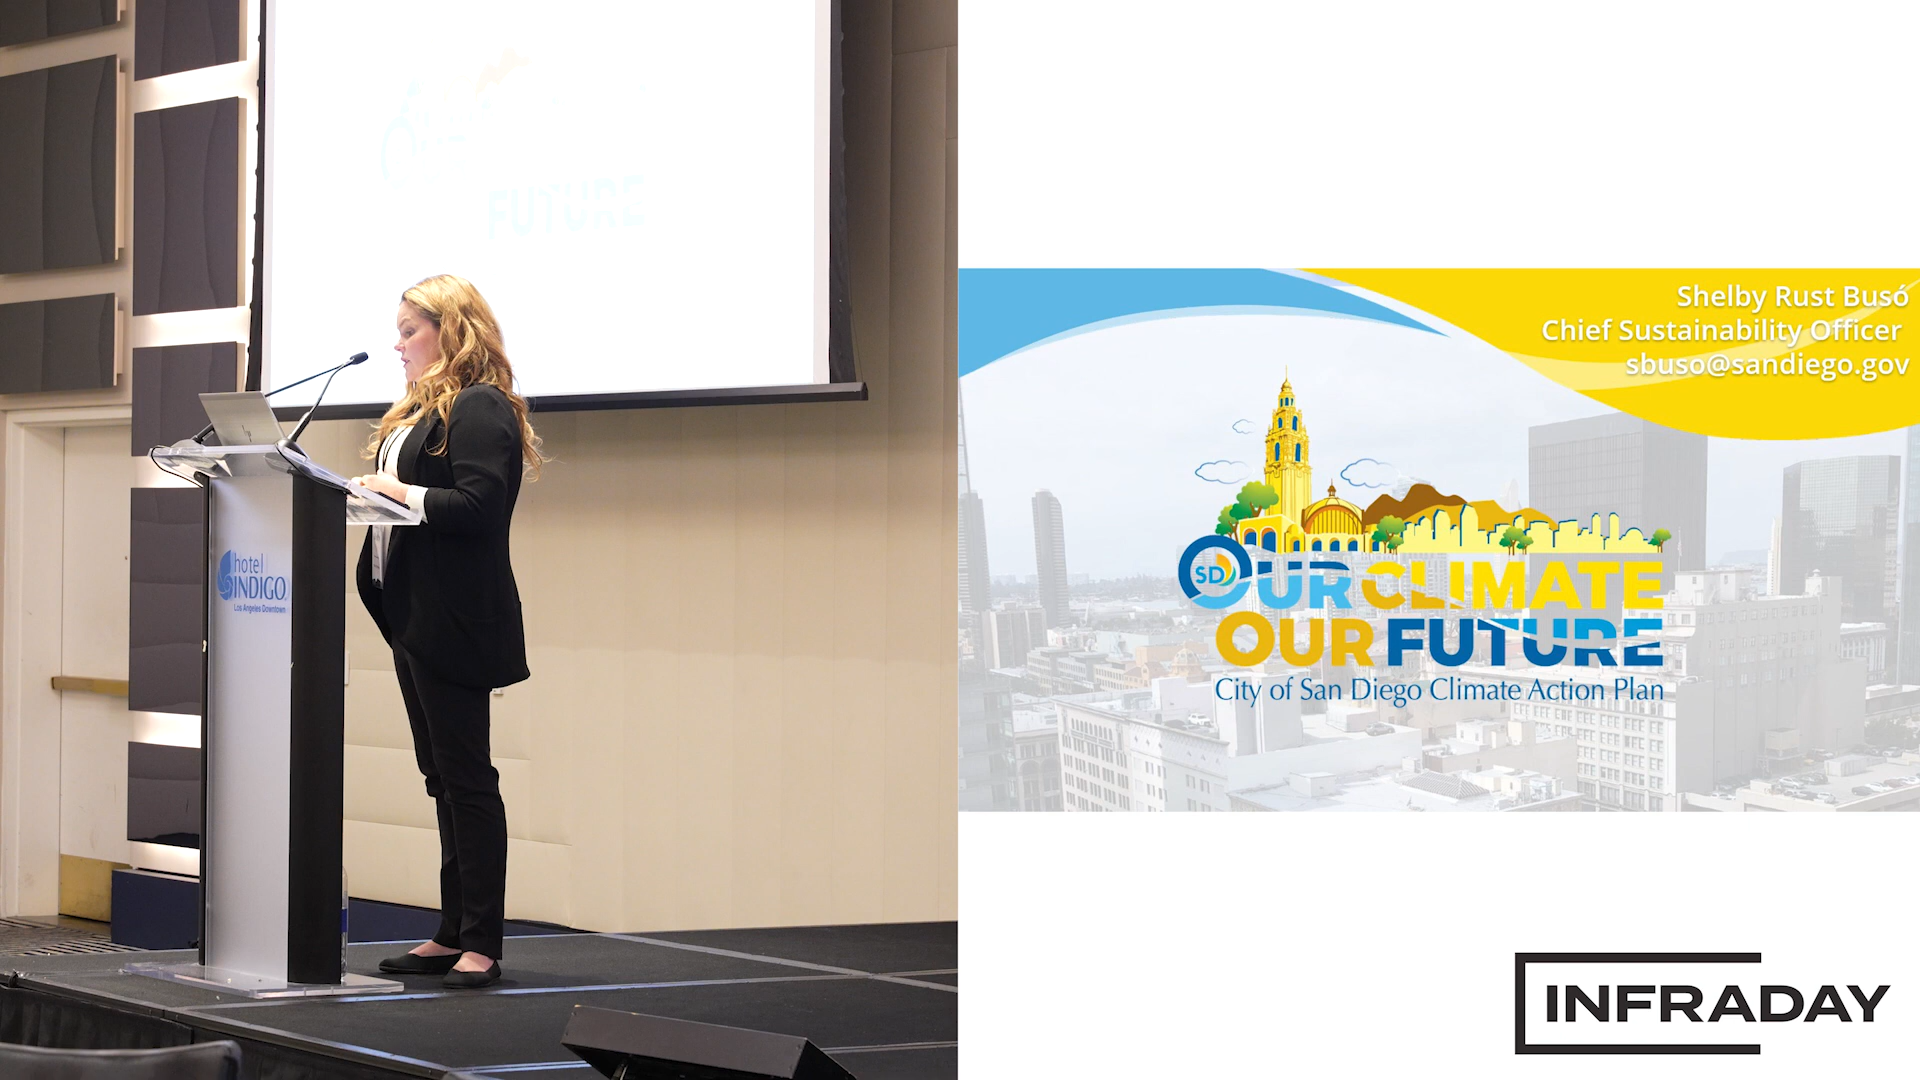 FUTURE
hotel
INDIGO
Los Angeles Downtown
Shelby Rust Busó
Chief Sustainability Officer
sbuso@sandiego.gov
SD
OUR CLIMATE
OUR FUTURE
City of San Diego Climate Action Plan
INFRADAY